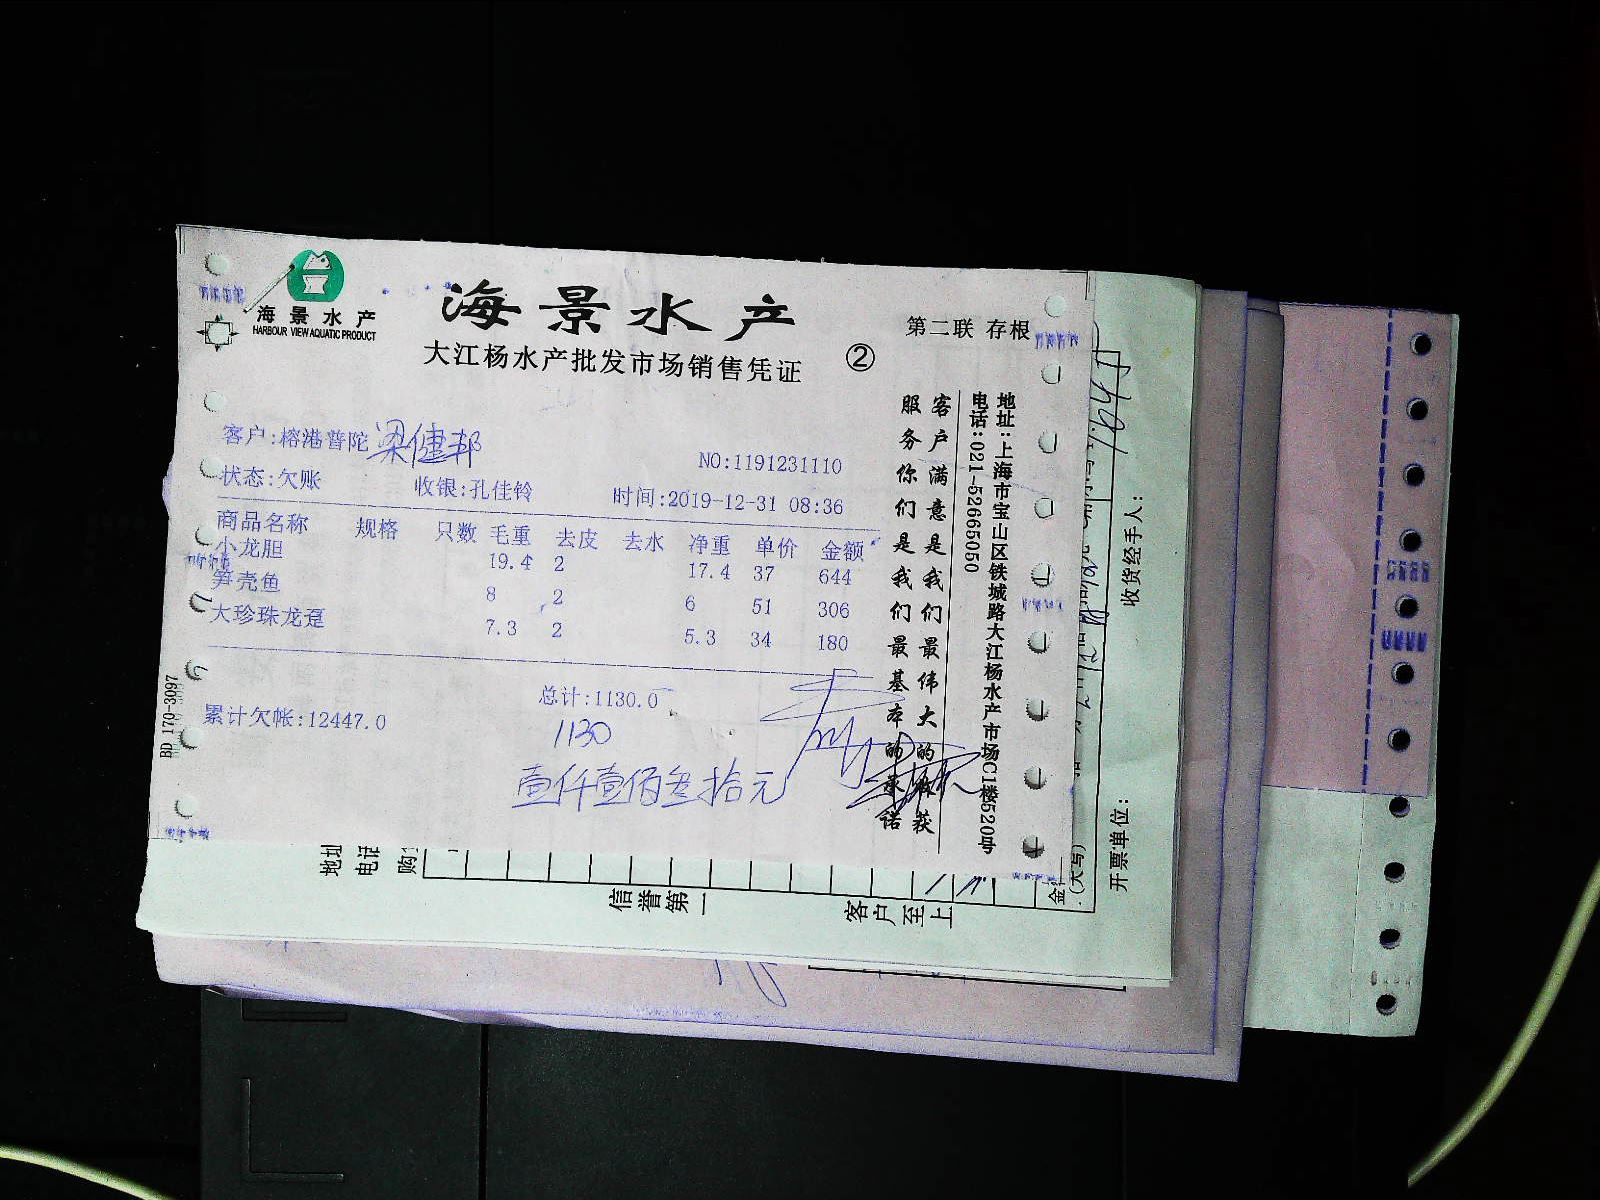 海景水产
HARBOUR VIEW AQUATIC PRODUCT
海景水产
大江杨水产批发市场销售凭证
②
第二联 存根
客户:榕港普陀 梁健邦
NO:1191231110
状态:欠账 收银:孔佳铃 时间:2019-12-31 08:36
商品名称 规格 只数 毛重 去皮 去水 净重 单价 金额
小龙胆 19.4 2 17.4 37 644
笋壳鱼 8 2 6 51 306
大珍珠龙趸 7.3 2 5.3 34 180
总计:1130.0
累计欠帐:12447.0
1130
壹仟壹佰叁拾元
BD 170-3097
客户满意是我们最伟大的收获
服务你们是我们最基本的承诺
地址:上海市宝山区铁城路大江杨水产市场C1楼520号
电话:021-52665050
收货经手人:
开票单位:
地址
电话
购
信誉第一
客户至上
金
(大写)